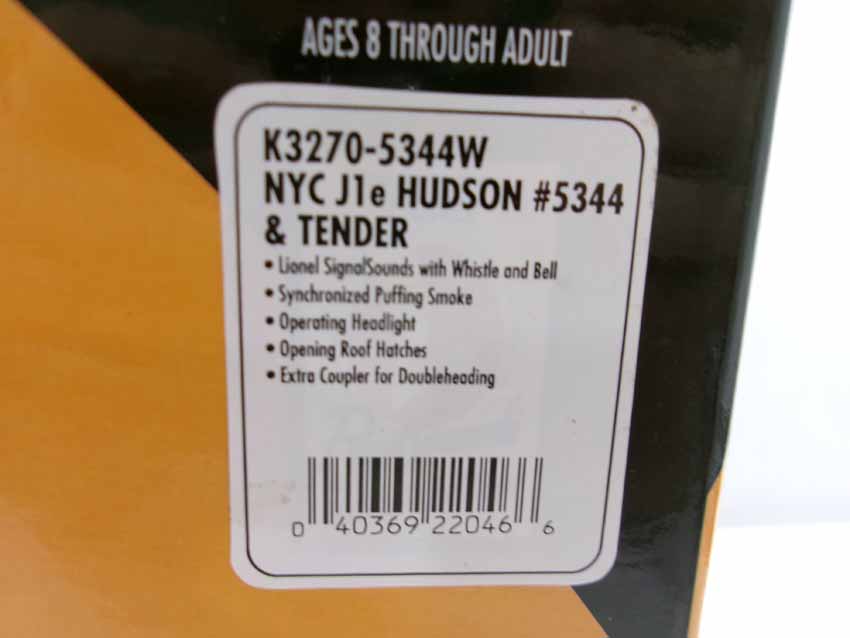 AGES 8 THROUGH ADULT
K3270-5344W
NYC J1e HUDSON #5344
& TENDER
• Lionel SignalSounds with Whistle and Bell
• Synchronized Puffing Smoke
• Operating Headlight
• Opening Roof Hatches
• Extra Coupler for Doubleheading
0 40369 22046 6